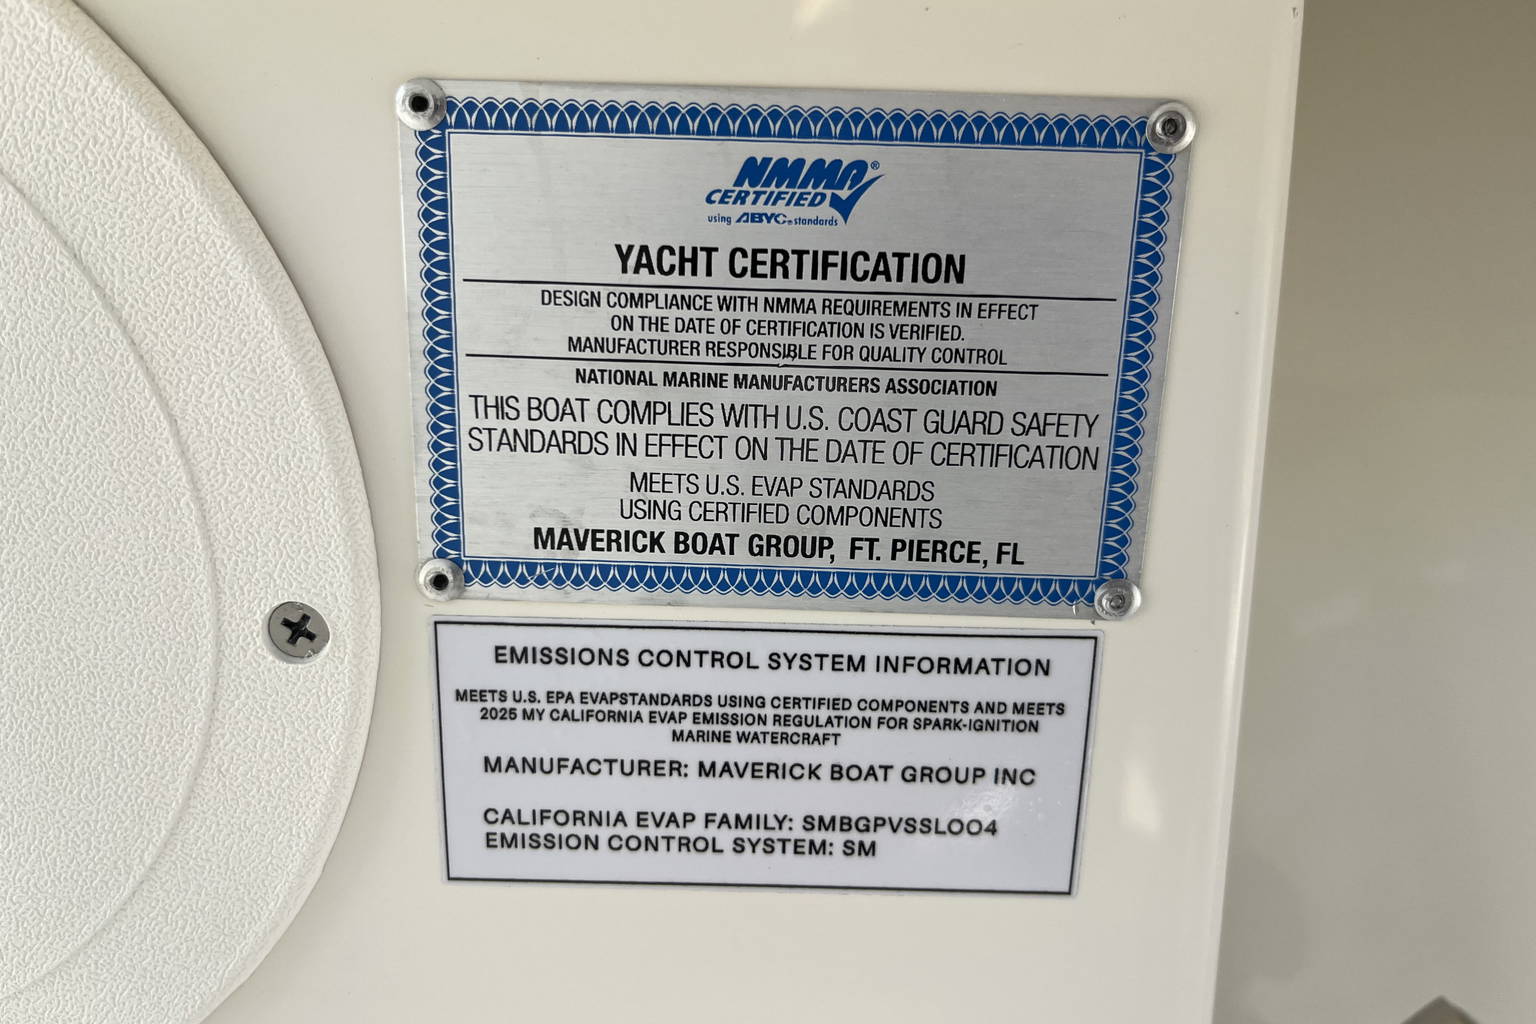 NMMA®
CERTIFIED
using ABYC® standards
YACHT CERTIFICATION
DESIGN COMPLIANCE WITH NMMA REQUIREMENTS IN EFFECT
ON THE DATE OF CERTIFICATION IS VERIFIED.
MANUFACTURER RESPONSIBLE FOR QUALITY CONTROL
NATIONAL MARINE MANUFACTURERS ASSOCIATION
THIS BOAT COMPLIES WITH U.S. COAST GUARD SAFETY
STANDARDS IN EFFECT ON THE DATE OF CERTIFICATION
MEETS U.S. EVAP STANDARDS
USING CERTIFIED COMPONENTS
MAVERICK BOAT GROUP, FT. PIERCE, FL
EMISSIONS CONTROL SYSTEM INFORMATION
MEETS U.S. EPA EVAPSTANDARDS USING CERTIFIED COMPONENTS AND MEETS
2025 MY CALIFORNIA EVAP EMISSION REGULATION FOR SPARK-IGNITION
MARINE WATERCRAFT
MANUFACTURER: MAVERICK BOAT GROUP INC
CALIFORNIA EVAP FAMILY: SMBGPVSSL004
EMISSION CONTROL SYSTEM: SM